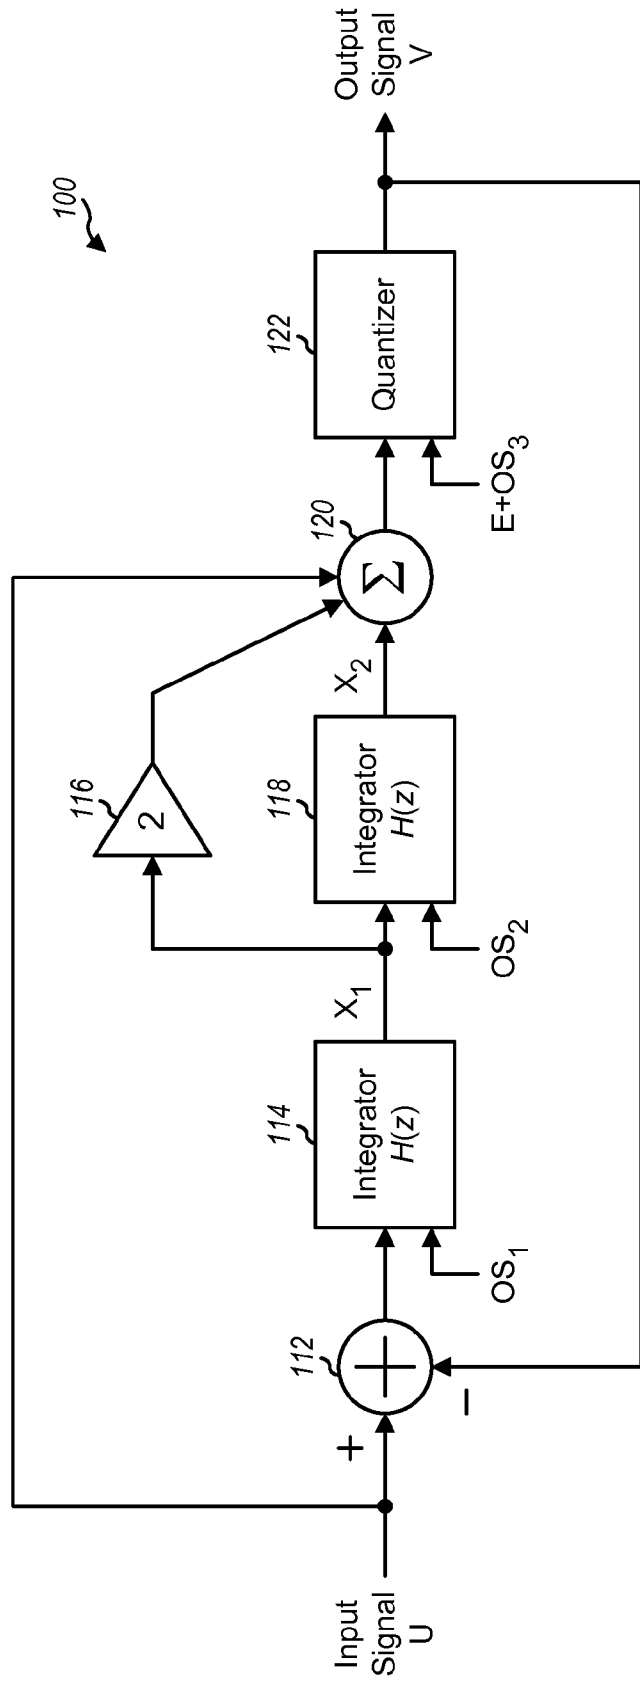 100
Input
Signal
U
+
112
−
OS1
114
Integrator
H(z)
X1
116
2
OS2
118
Integrator
H(z)
X2
120
Σ
E+OS3
122
Quantizer
Output
Signal
V